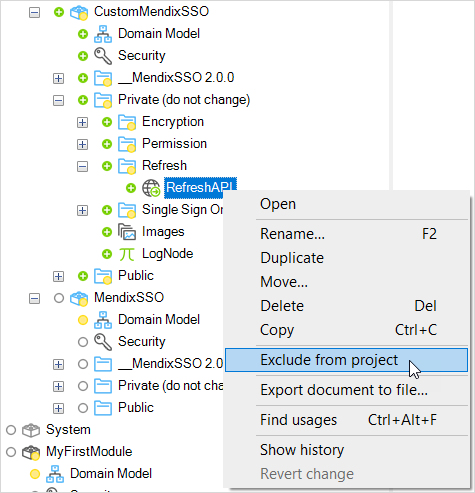 CustomMendixSSO
Domain Model
Security
__MendixSSO 2.0.0
Private (do not change)
Encryption
Permission
Refresh
RefreshAPI
Single Sign On
Images
LogNode
Public
MendixSSO
Domain Model
Security
__MendixSSO 2.0
Private (do not chan
Public
System
MyFirstModule
Domain Model
Security
Open
Rename... F2
Duplicate
Move...
Delete Del
Copy Ctrl+C
Exclude from project
Export document to file...
Find usages Ctrl+Alt+F
Show history
Revert change